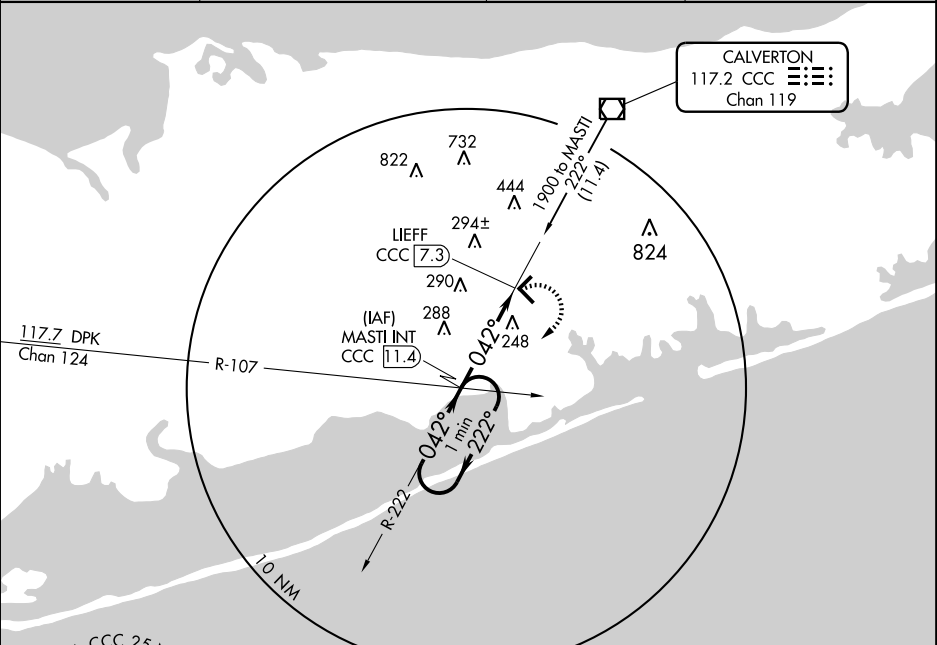 CALVERTON
117.2 CCC
Chan 119
1900 to MASTI
222°
(11.4)
732
822
444
294±
824
LIEFF
CCC 7.3
290
288
248
(IAF)
MASTI INT
CCC 11.4
042°
117.7 DPK
Chan 124
R-107
042°
1 min
222°
R-222
10 NM
CCC 25